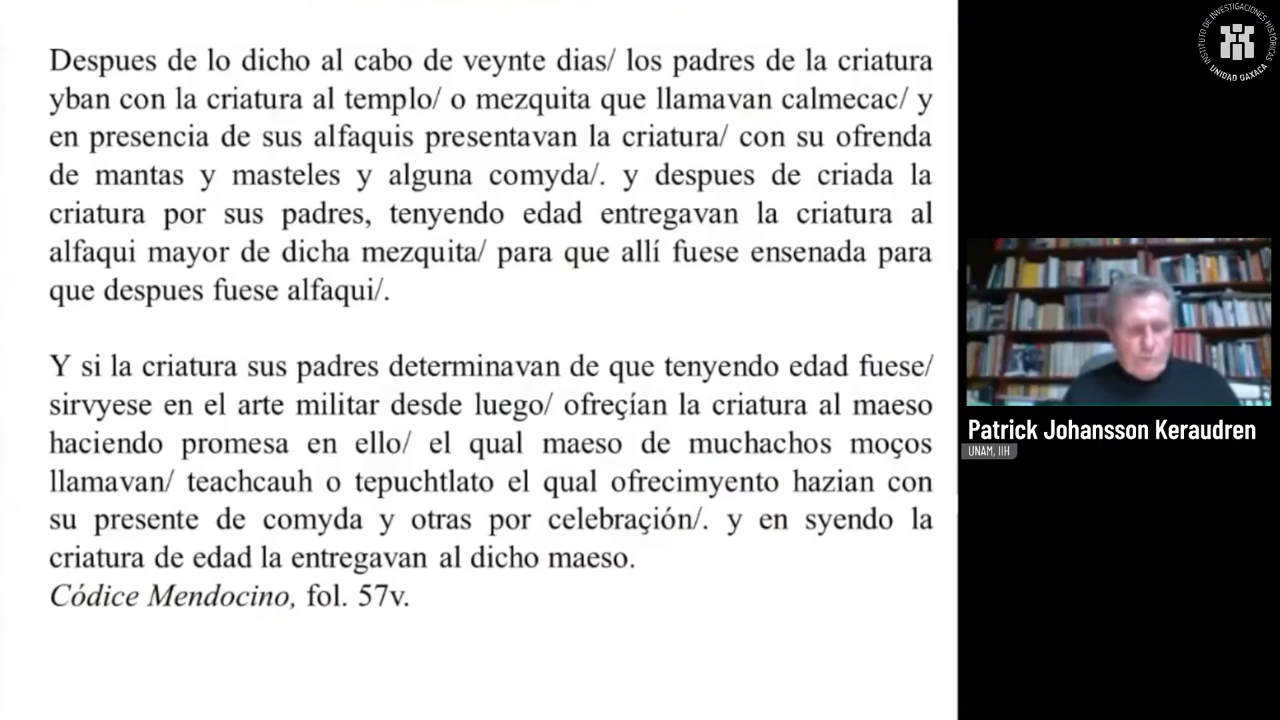 Despues de lo dicho al cabo de veynte dias/ los padres de la criatura
yban con la criatura al templo/ o mezquita que llamavan calmecac/ y
en presencia de sus alfaquis presentavan la criatura/ con su ofrenda
de mantas y masteles y alguna comyda/. y despues de criada la
criatura por sus padres, tenyendo edad entregavan la criatura al
alfaqui mayor de dicha mezquita/ para que allí fuese ensenada para
que despues fuese alfaqui/.
Y si la criatura sus padres determinavan de que tenyendo edad fuese/
sirvyese en el arte militar desde luego/ ofreçían la criatura al maeso
haciendo promesa en ello/ el qual maeso de muchachos moços
llamavan/ teachcauh o tepuchtlato el qual ofrecimyento hazian con
su presente de comyda y otras por celebraçión/. y en syendo la
criatura de edad la entregavan al dicho maeso.
Códice Mendocino, fol. 57v.
INSTITUTO DE INVESTIGACIONES HISTÓRICAS
UNIDAD OAXACA
Patrick Johansson Keraudren
UNAM, IIH